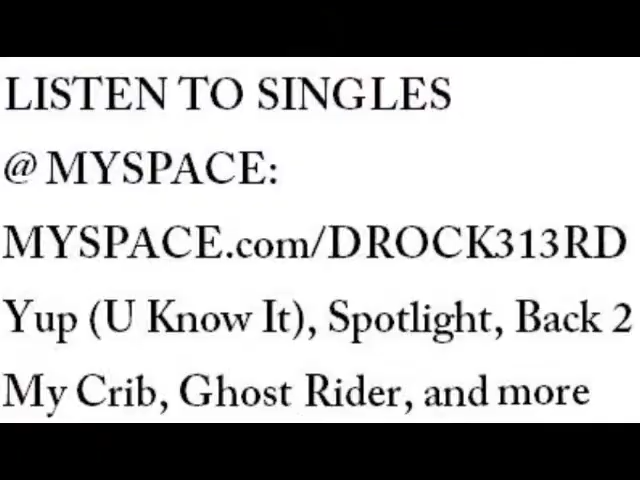 LISTEN TO SINGLES
@ MYSPACE:
MYSPACE.com/DROCK313RD
Yup (U Know It), Spotlight, Back 2
My Crib, Ghost Rider, and more